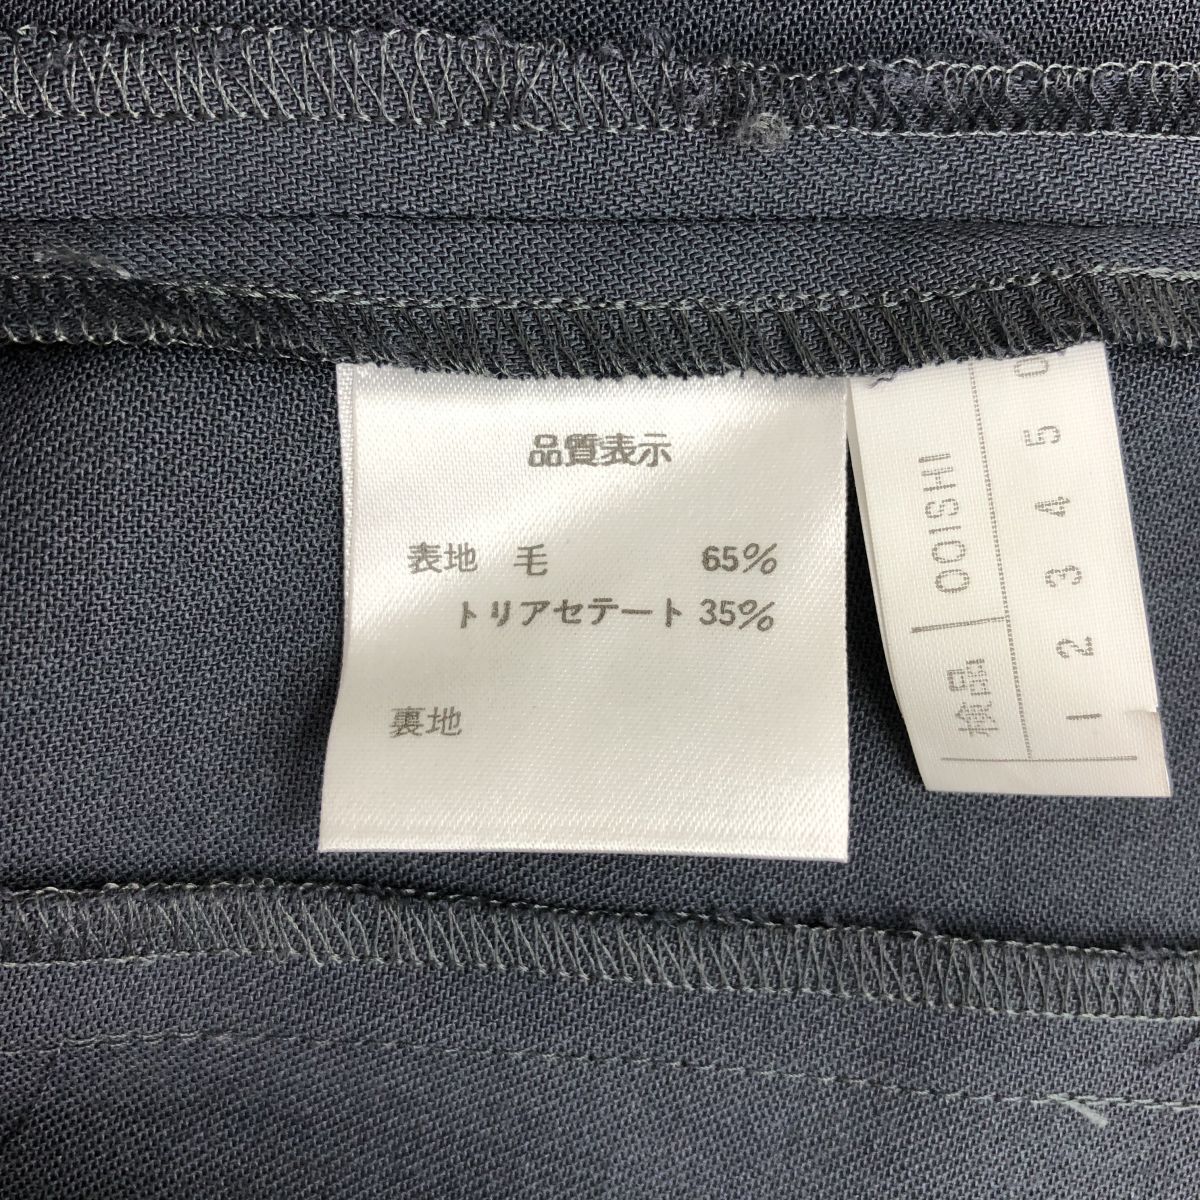 品質表示
表地 毛 65%
トリアセテート 35%
裏地
検品 OOISHI
1 2 3 4 5